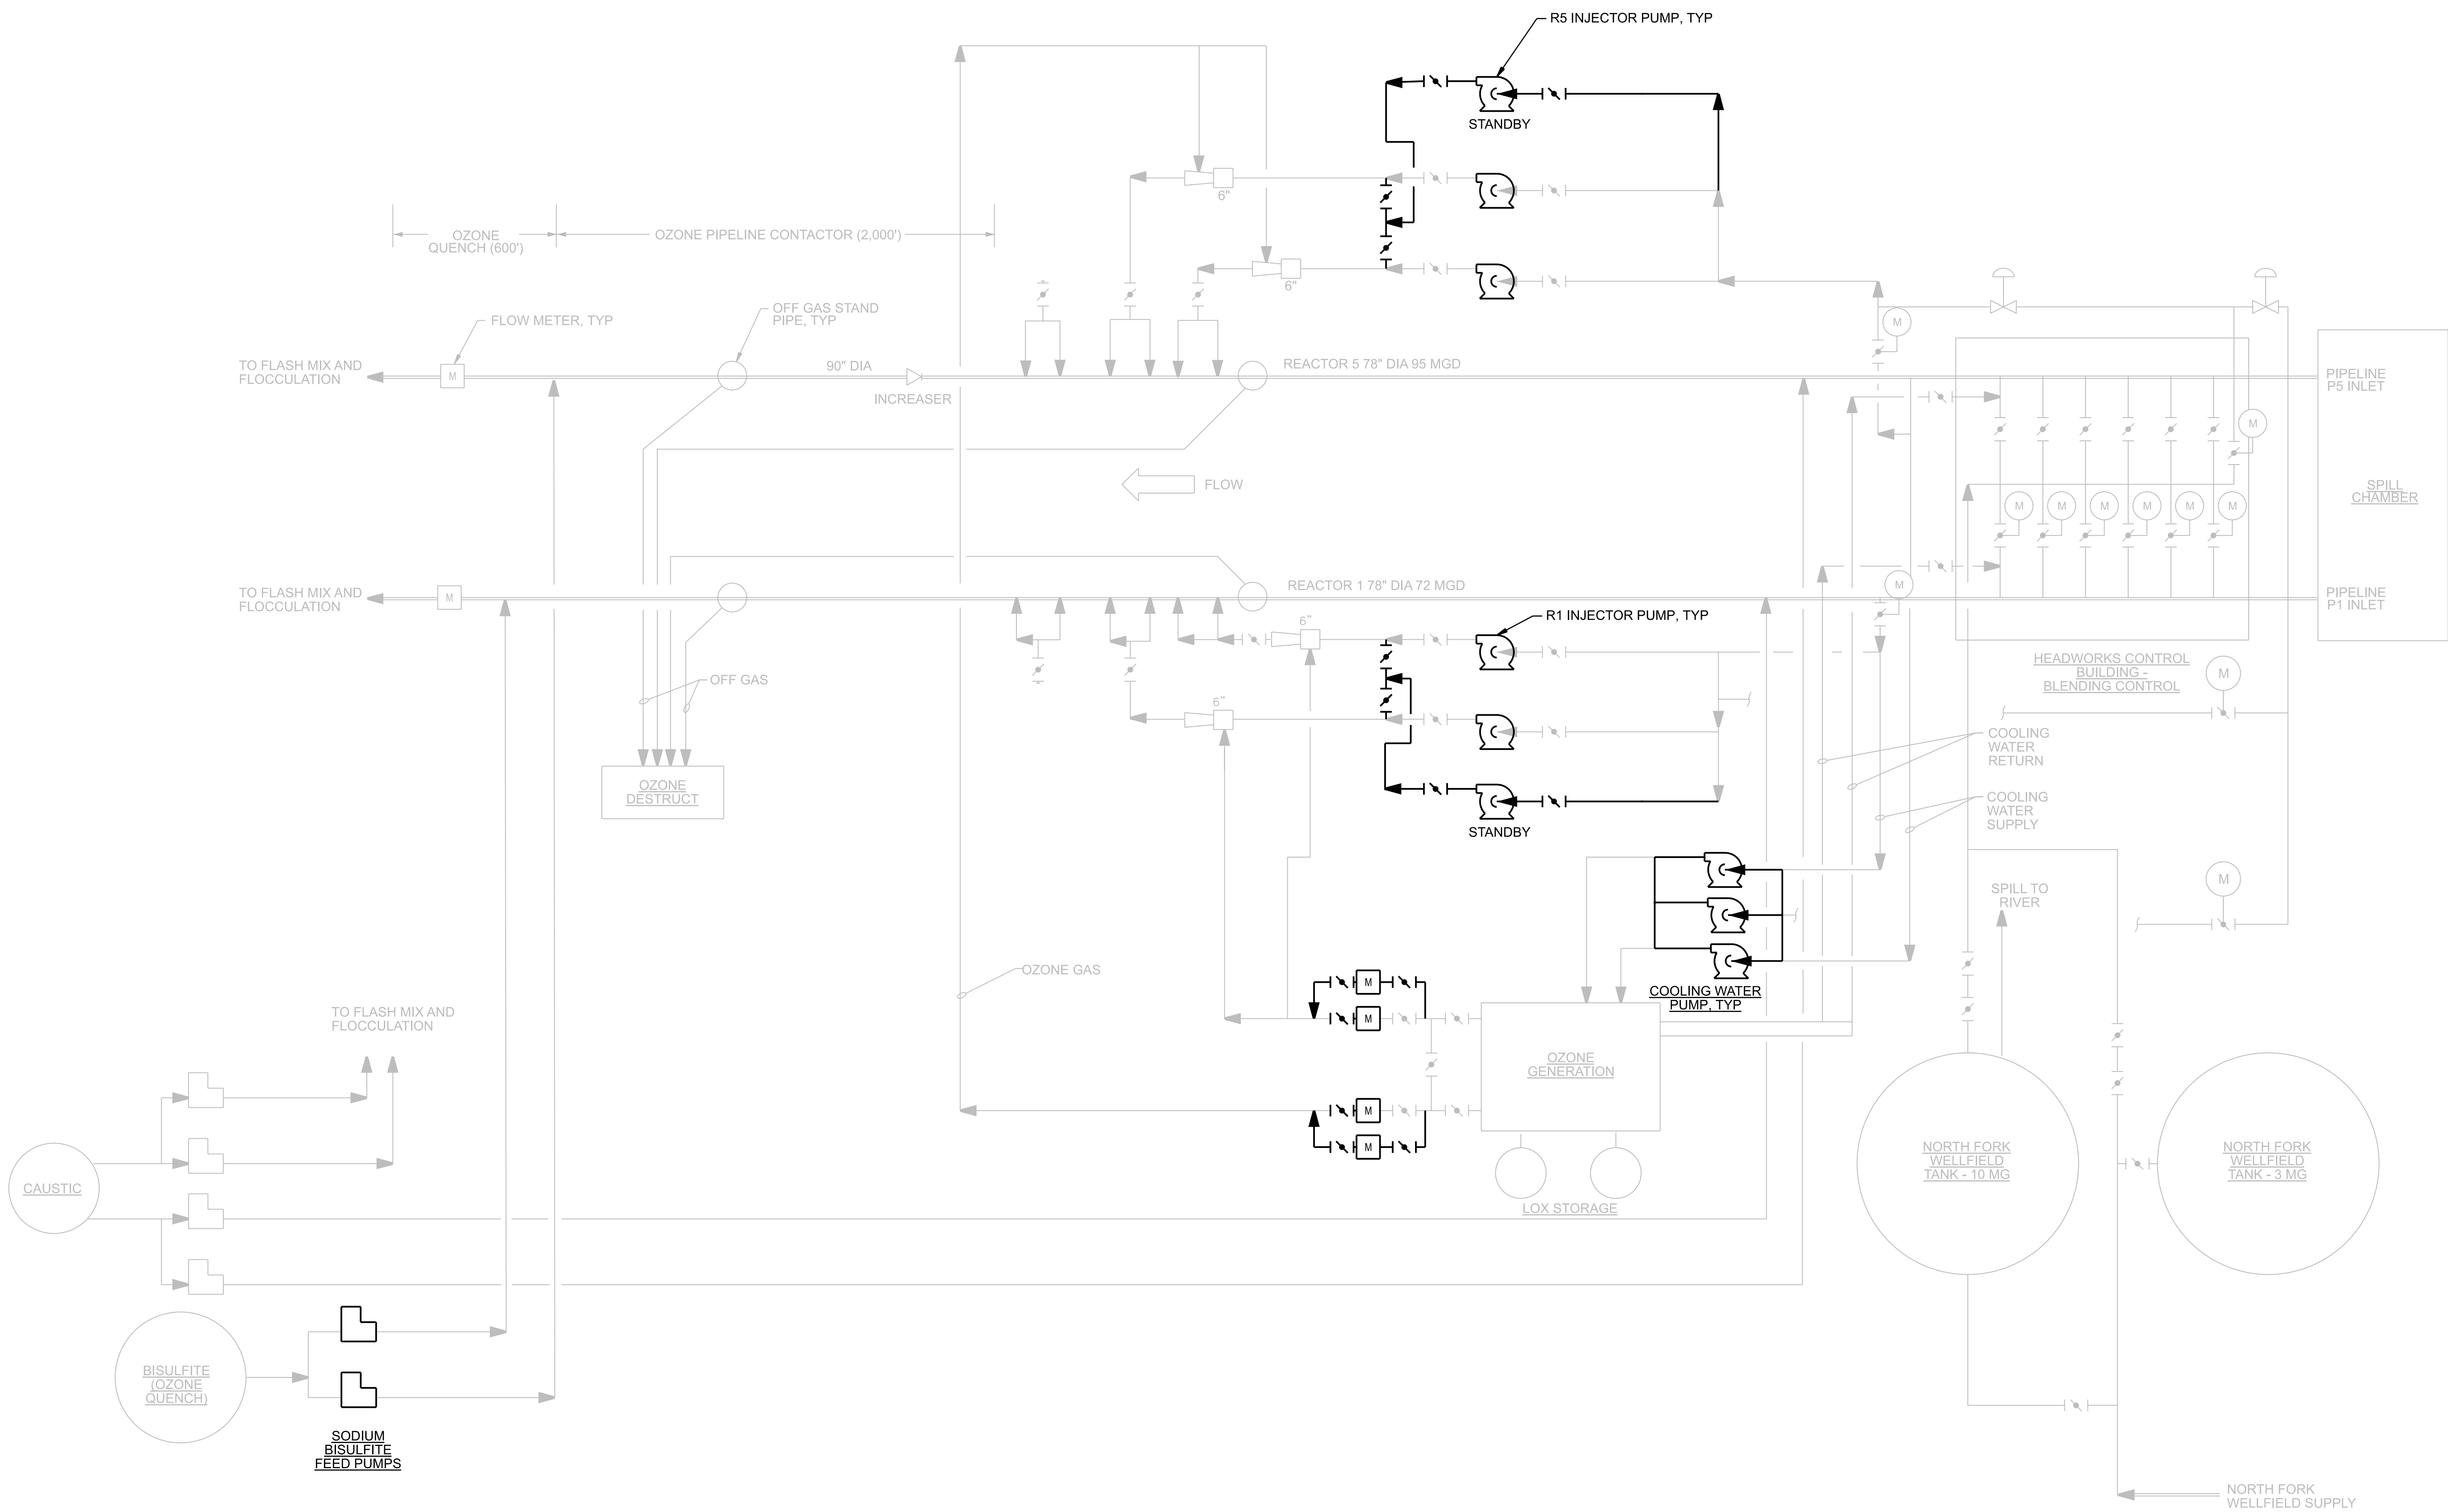 R5 INJECTOR PUMP, TYP
STANDBY
6"
6"
OZONE
QUENCH (600')
OZONE PIPELINE CONTACTOR (2,000')
FLOW METER, TYP
OFF GAS STAND
PIPE, TYP
TO FLASH MIX AND
FLOCCULATION
M
90" DIA
INCREASER
REACTOR 5 78" DIA 95 MGD
M
PIPELINE
P5 INLET
M
FLOW
SPILL
CHAMBER
M
M
M
M
M
M
TO FLASH MIX AND
FLOCCULATION
M
REACTOR 1 78" DIA 72 MGD
M
PIPELINE
P1 INLET
R1 INJECTOR PUMP, TYP
6"
HEADWORKS CONTROL
BUILDING -
BLENDING CONTROL
M
OFF GAS
6"
COOLING
WATER
RETURN
OZONE
DESTRUCT
COOLING
WATER
SUPPLY
STANDBY
M
SPILL TO
RIVER
OZONE GAS
M
COOLING WATER
PUMP, TYP
TO FLASH MIX AND
FLOCCULATION
M
OZONE
GENERATION
M
M
NORTH FORK
WELLFIELD
TANK - 10 MG
NORTH FORK
WELLFIELD
TANK - 3 MG
CAUSTIC
LOX STORAGE
BISULFITE
(OZONE
QUENCH)
SODIUM
BISULFITE
FEED PUMPS
NORTH FORK
WELLFIELD SUPPLY